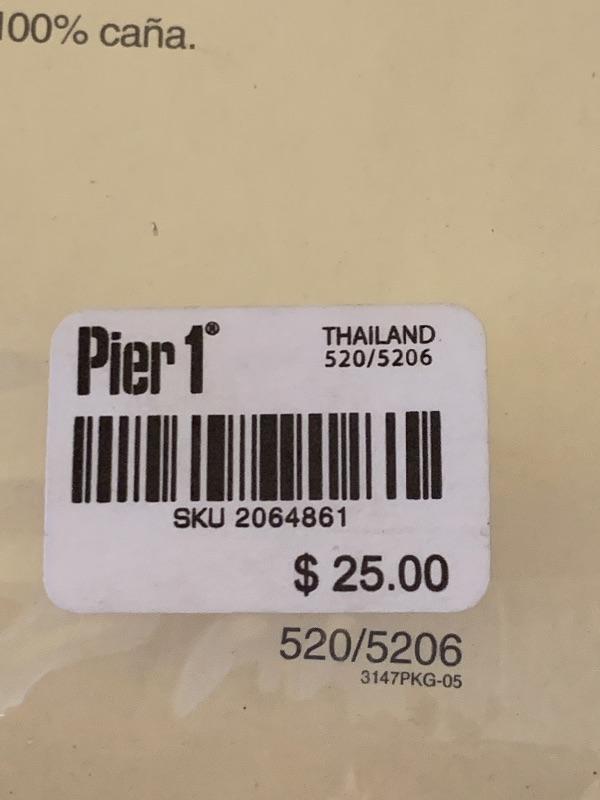 100% caña.
Pier 1®
THAILAND
520/5206
SKU 2064861
$ 25.00
520/5206
3147PKG-05